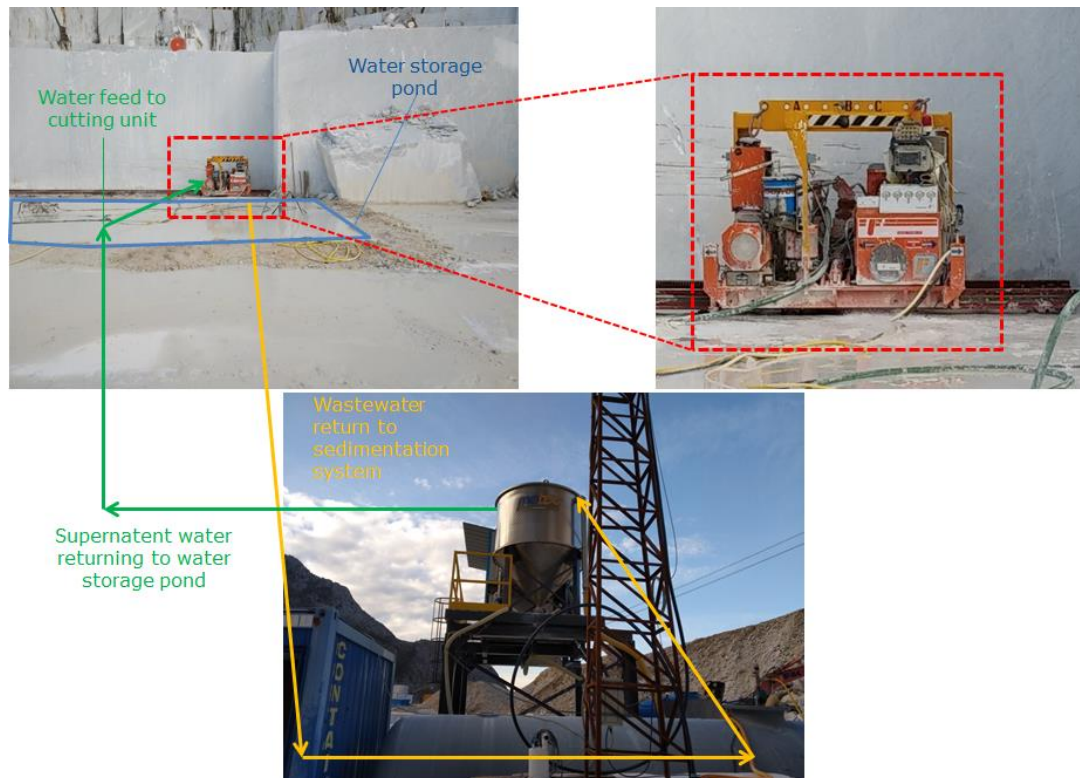 Water feed to
cutting unit
Water storage
pond
A B C
Wastewater
return to
sedimentation
system
Supernatent water
returning to water
storage pond
CONTA